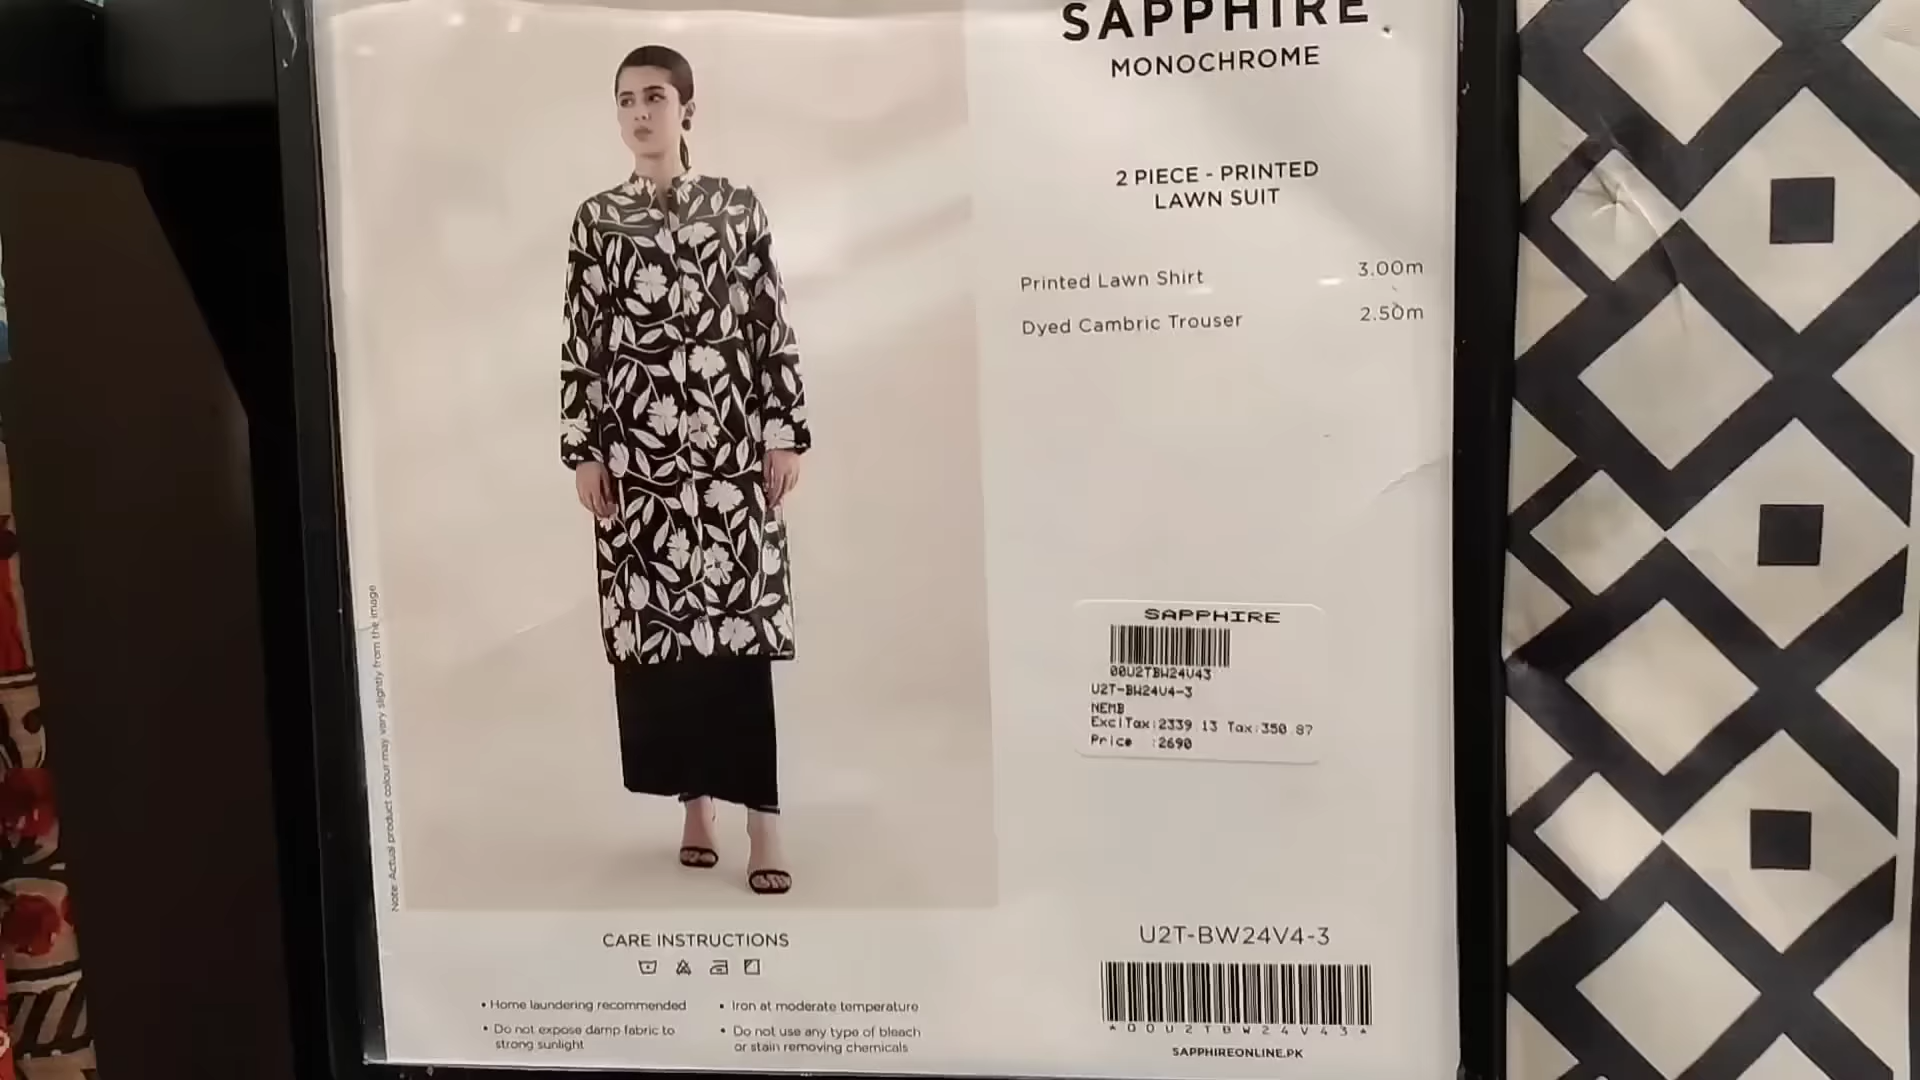 SAPPHIRE
MONOCHROME
2 PIECE - PRINTED
LAWN SUIT
Printed Lawn Shirt 3.00m
Dyed Cambric Trouser 2.50m
SAPPHIRE
00U2TBW24V43
U2T-BW24V4-3
NEMB
ExclTax:2339.13 Tax:350.87
Price :2690
Note: Actual product colour may vary slightly from the image
CARE INSTRUCTIONS
• Home laundering recommended
• Do not expose damp fabric to
strong sunlight
• Iron at moderate temperature
• Do not use any type of bleach
or stain removing chemicals
U2T-BW24V4-3
*00U2TBW24V43*
SAPPHIREONLINE.PK